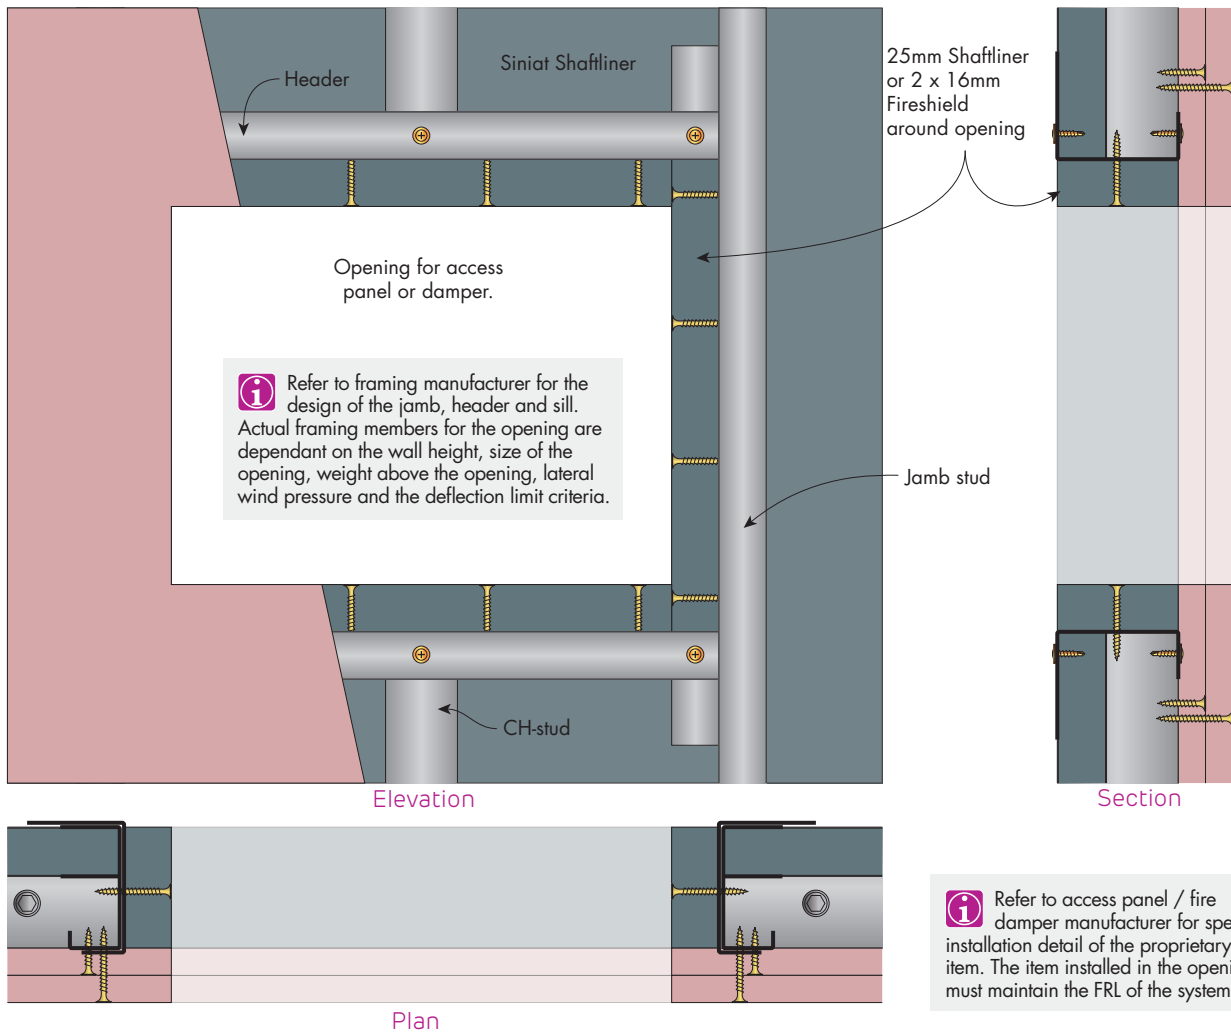 Siniat Shaftliner
Header
25mm Shaftliner
or 2 x 16mm
Fireshield
around opening
Opening for access
panel or damper.
Refer to framing manufacturer for the
design of the jamb, header and sill.
Actual framing members for the opening are
dependant on the wall height, size of the
opening, weight above the opening, lateral
wind pressure and the deflection limit criteria.
Jamb stud
CH-stud
Elevation
Section
Refer to access panel / fire
damper manufacturer for
installation detail of the proprietary
item. The item installed in the
must maintain the FRL of the system
Plan